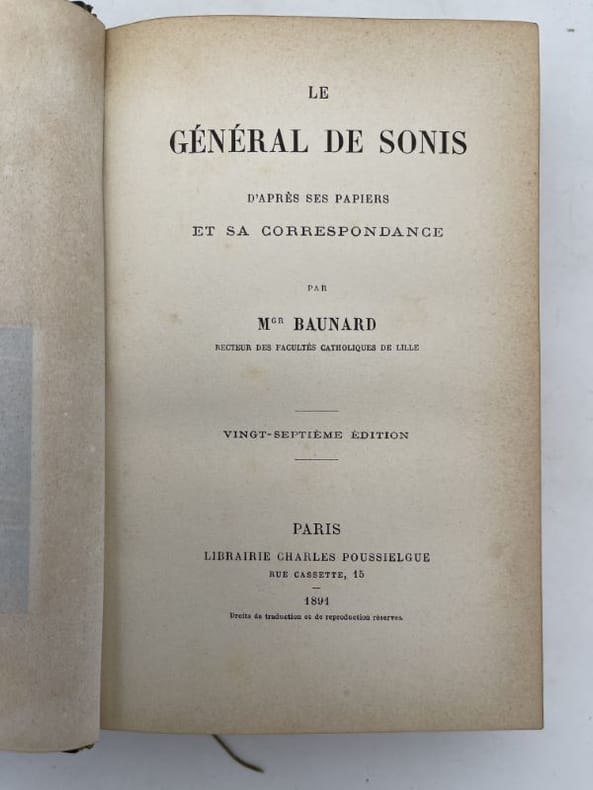 LE
GÉNÉRAL DE SONIS
D'APRÈS SES PAPIERS
ET SA CORRESPONDANCE
PAR
MGR BAUNARD
RECTEUR DES FACULTÉS CATHOLIQUES DE LILLE
VINGT-SEPTIÈME ÉDITION
PARIS
LIBRAIRIE CHARLES POUSSIELGUE
RUE CASSETTE, 15
1891
Droits de traduction et de reproduction réservés.